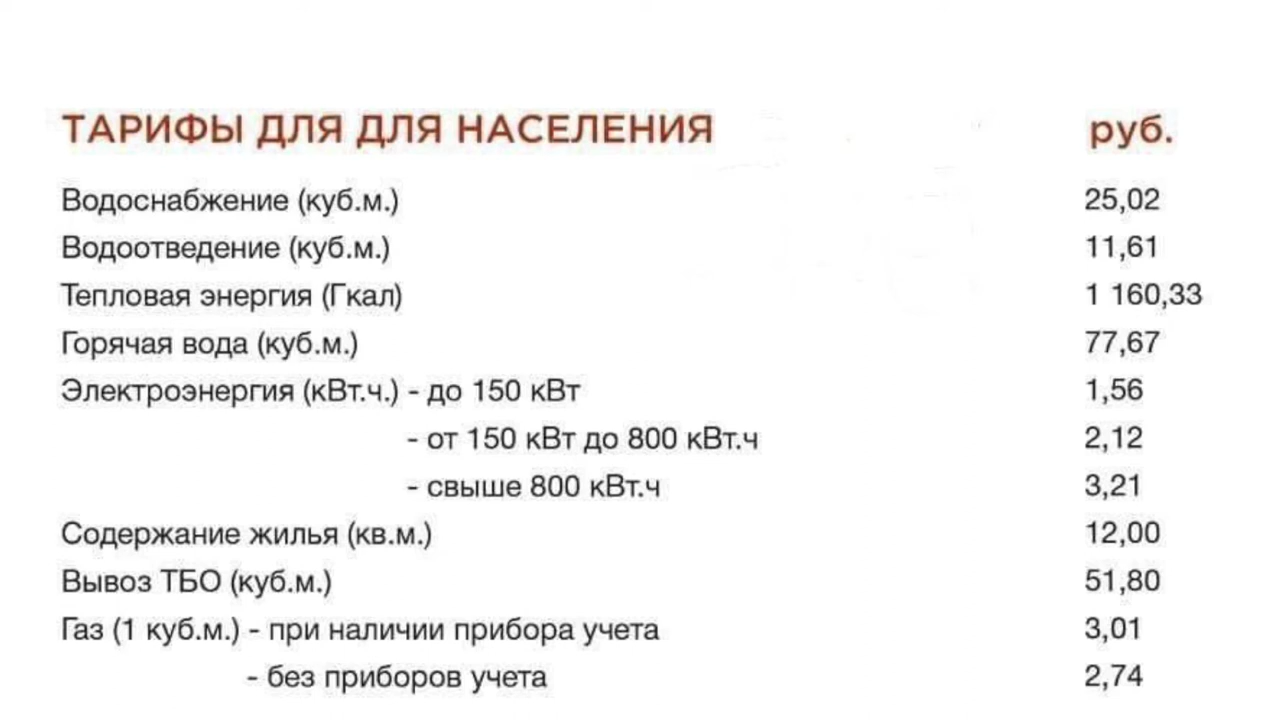 ТАРИФЫ ДЛЯ ДЛЯ НАСЕЛЕНИЯ руб.
Водоснабжение (куб.м.) 25,02
Водоотведение (куб.м.) 11,61
Тепловая энергия (Гкал) 1 160,33
Горячая вода (куб.м.) 77,67
Электроэнергия (кВт.ч.) - до 150 кВт 1,56
- от 150 кВт до 800 кВт.ч 2,12
- свыше 800 кВт.ч 3,21
Содержание жилья (кв.м.) 12,00
Вывоз ТБО (куб.м.) 51,80
Газ (1 куб.м.) - при наличии прибора учета 3,01
- без приборов учета 2,74